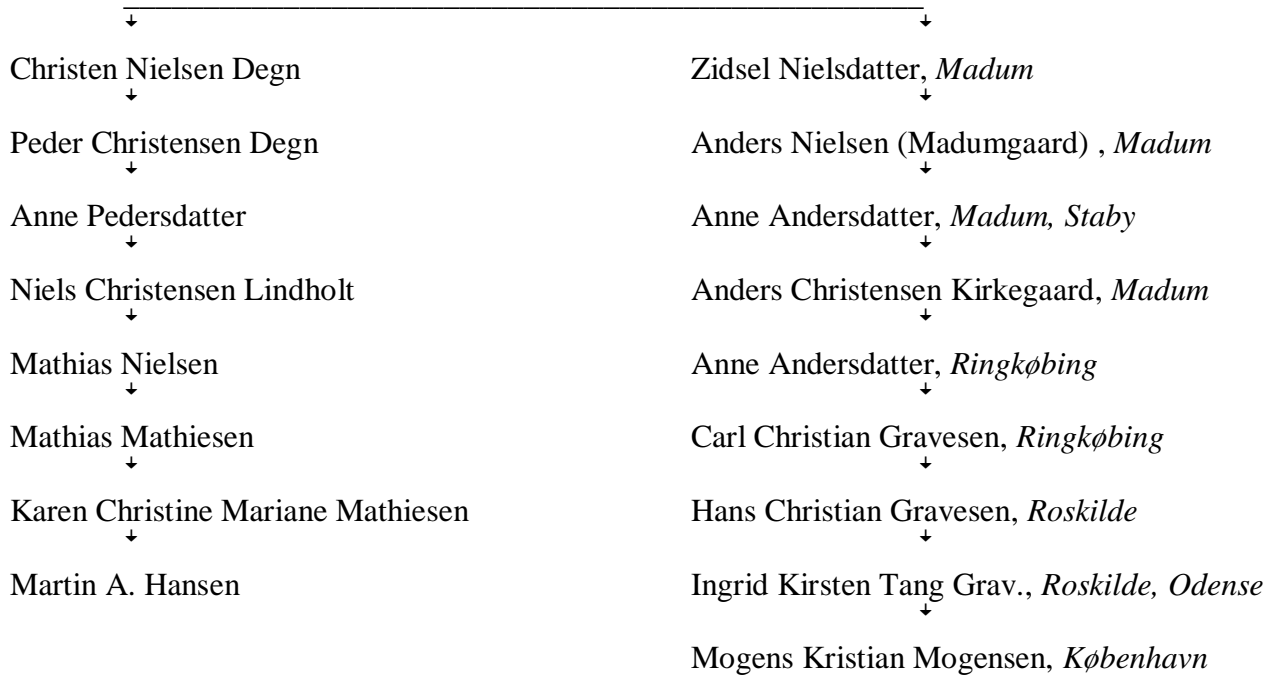 Christen Nielsen Degn Zidsel Nielsdatter, Madum
Peder Christensen Degn Anders Nielsen (Madumgaard) , Madum
Anne Pedersdatter Anne Andersdatter, Madum, Staby
Niels Christensen Lindholt Anders Christensen Kirkegaard, Madum
Mathias Nielsen Anne Andersdatter, Ringkøbing
Mathias Mathiesen Carl Christian Gravesen, Ringkøbing
Karen Christine Mariane Mathiesen Hans Christian Gravesen, Roskilde
Martin A. Hansen Ingrid Kirsten Tang Grav., Roskilde, Odense
Mogens Kristian Mogensen, København